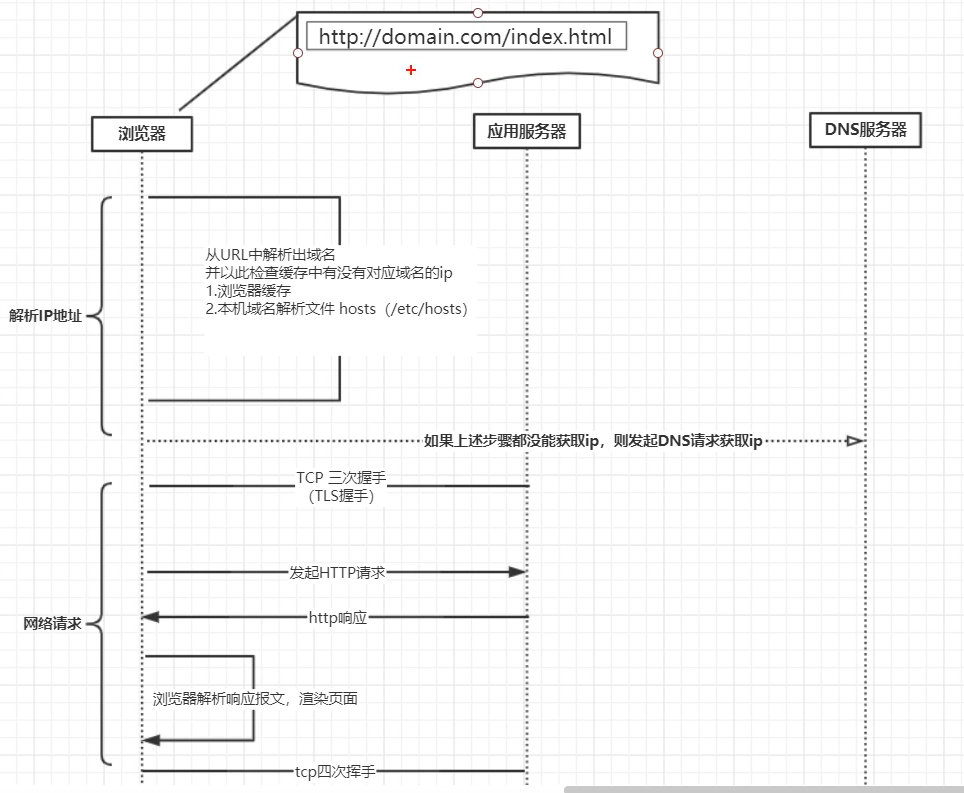 http://domain.com/index.html
浏览器
应用服务器
DNS服务器
从URL中解析出域名
并以此检查缓存中有没有对应域名的ip
1.浏览器缓存
2.本机域名解析文件 hosts（/etc/hosts）
解析IP地址
如果上述步骤都没能获取ip，则发起DNS请求获取ip
TCP 三次握手
（TLS握手）
发起HTTP请求
http响应
网络请求
浏览器解析响应报文，渲染页面
tcp四次挥手